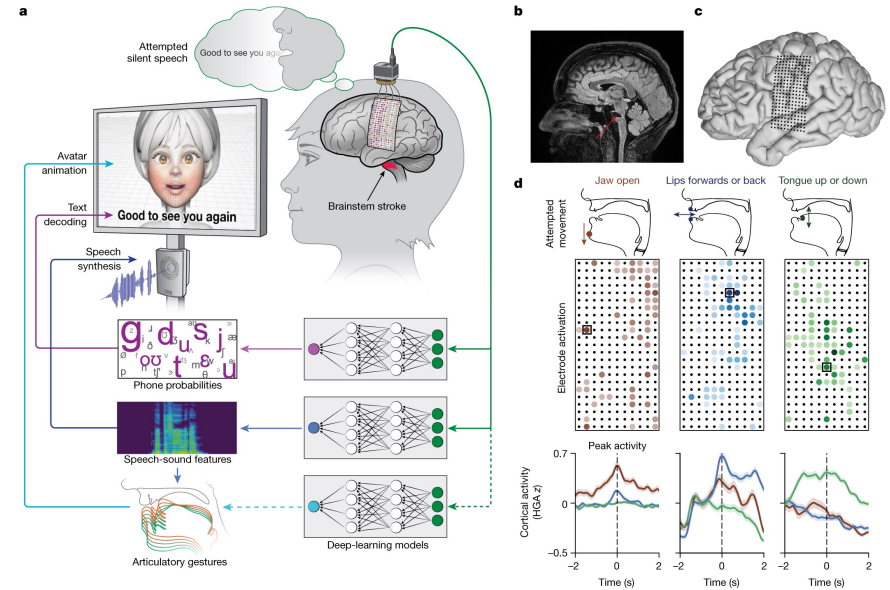 a
Attempted
silent speech
Good to see you aga
Avatar
animation
Text
decoding
Good to see you again
Brainstem stroke
Speech
synthesis
Phone probabilities
Speech-sound features
Articulatory gestures
Deep-learning models
b
c
d
Jaw open
Lips forwards or back
Tongue up or down
Attempted
movement
Electrode activation
Peak activity
Cortical activity
(HGA z)
0.7
0
−0.5
−2 0 2
−2 0 2
−2 0 2
Time (s)
Time (s)
Time (s)